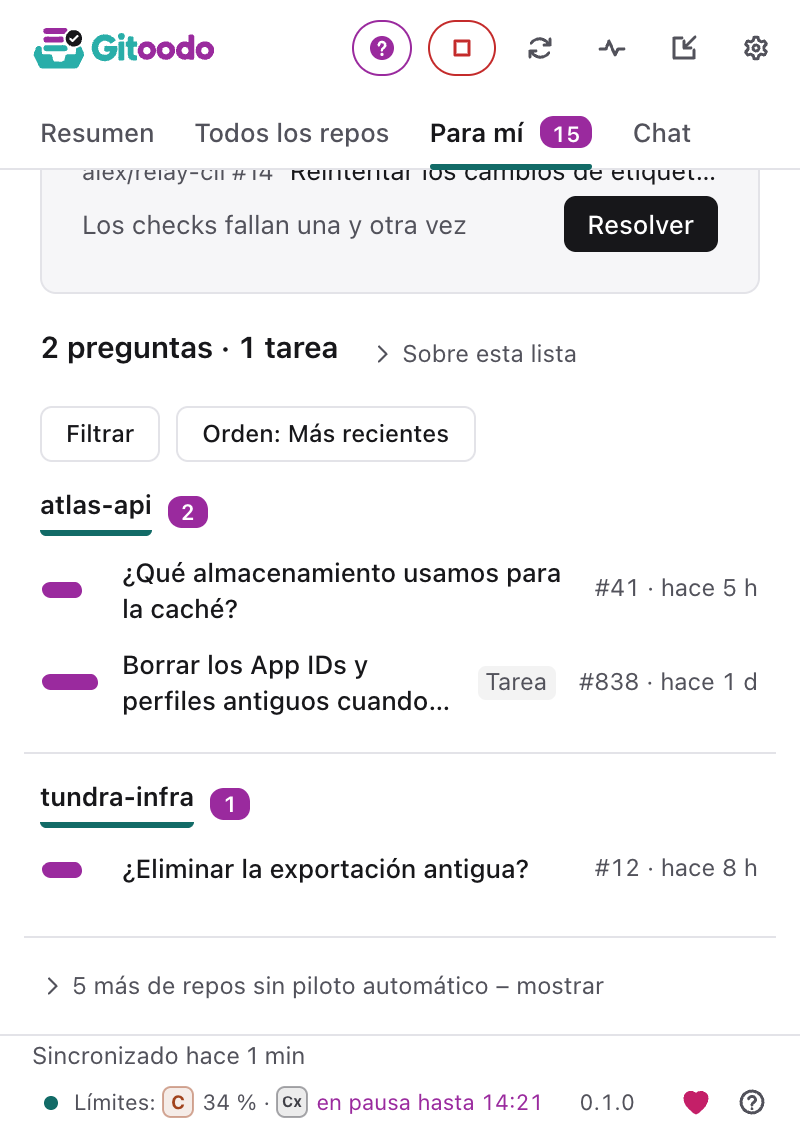 Gitoodo
Resumen Todos los repos Para mí 15 Chat
alex/relay-cli #14 Reintentar los cambios de etiquet...
Los checks fallan una y otra vez Resolver
2 preguntas · 1 tarea Sobre esta lista
Filtrar Orden: Más recientes
atlas-api 2
¿Qué almacenamiento usamos para
la caché?
#41 · hace 5 h
Borrar los App IDs y
perfiles antiguos cuando...
Tarea #838 · hace 1 d
tundra-infra 1
¿Eliminar la exportación antigua? #12 · hace 8 h
5 más de repos sin piloto automático – mostrar
Sincronizado hace 1 min
Límites: C 34 % · Cx en pausa hasta 14:21 0.1.0